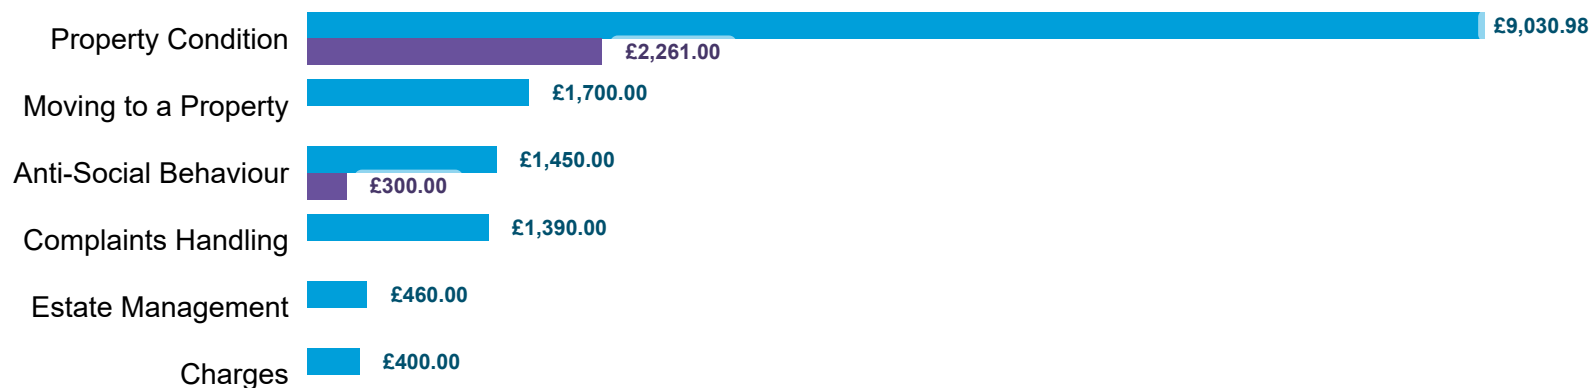 Property Condition
£9,030.98
£2,261.00
Moving to a Property
£1,700.00
Anti-Social Behaviour
£1,450.00
£300.00
Complaints Handling
£1,390.00
Estate Management
£460.00
Charges
£400.00